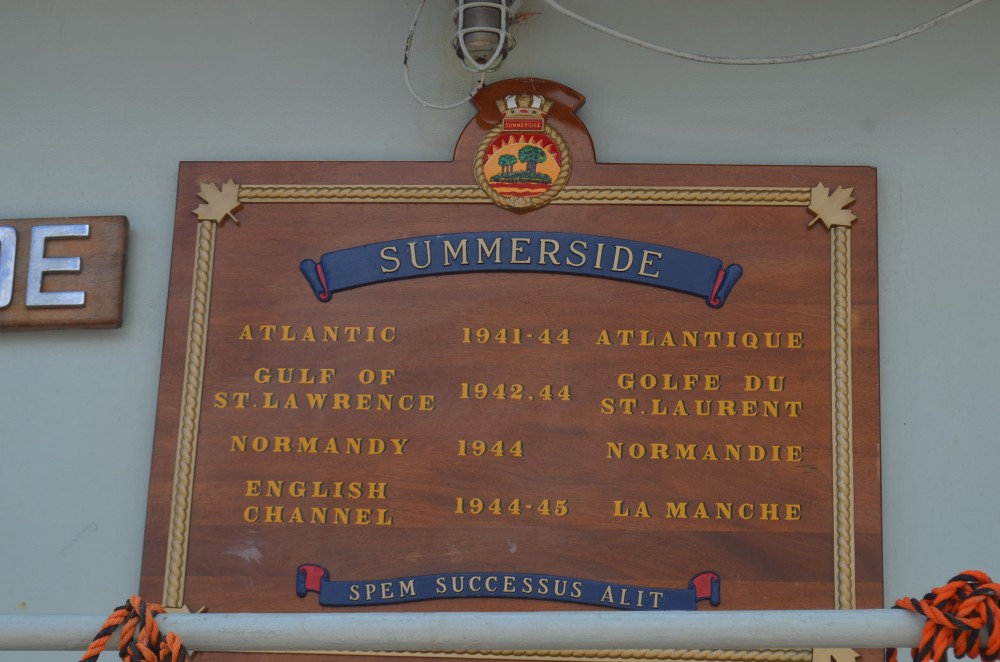 SUMMERSIDE
DE
SUMMERSIDE
ATLANTIC 1941-44 ATLANTIQUE
GULF OF
ST. LAWRENCE 1942,44 GOLFE DU
ST. LAURENT
NORMANDY 1944 NORMANDIE
ENGLISH
CHANNEL 1944-45 LA MANCHE
SPEM SUCCESSUS ALIT